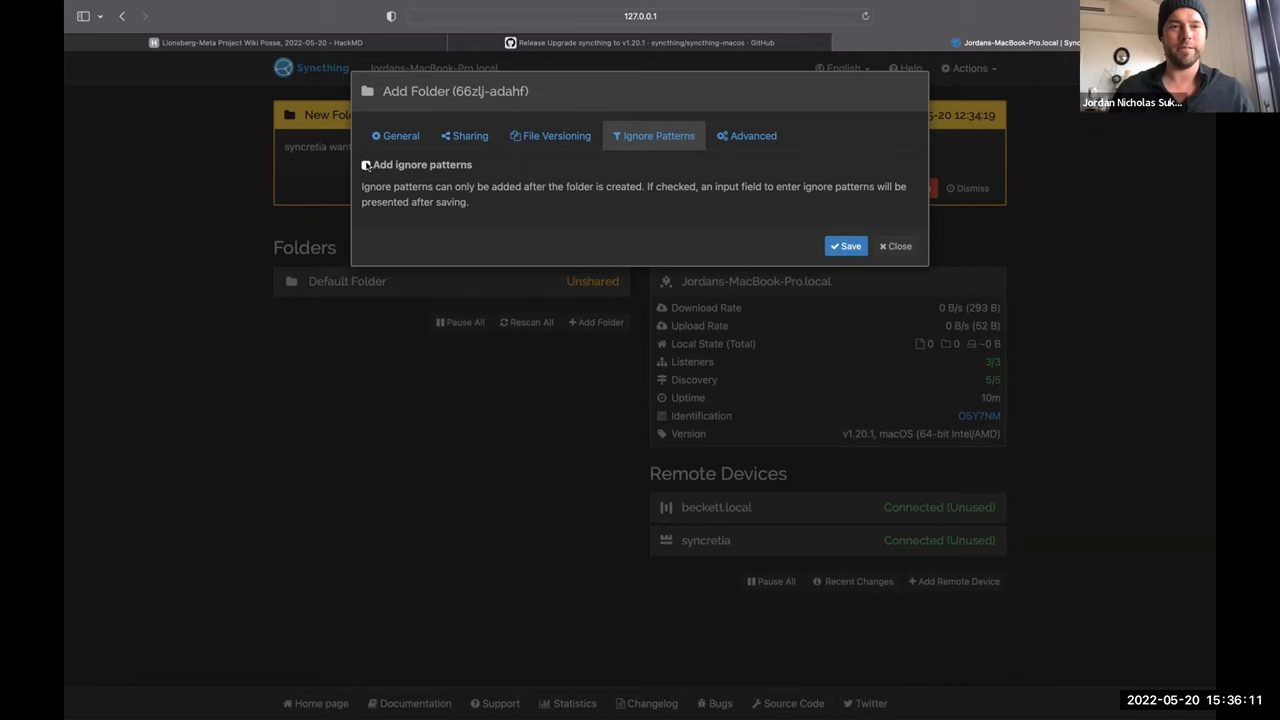 127.0.0.1
Lionsberg-Meta Project Wiki Posse, 2022-05-20 - HackMD
Release Upgrade syncthing to v1.20.1 · syncthing/syncthing-macos · GitHub
Jordans-MacBook-Pro.local | Sync
Jordan Nicholas Suk...
Syncthing
Jordans-MacBook-Pro.local
English
Help
Actions
Add Folder (66zlj-adahf)
New Fol
5-20 12:34:19
General
Sharing
File Versioning
Ignore Patterns
Advanced
syncretia want
Add ignore patterns
Ignore patterns can only be added after the folder is created. If checked, an input field to enter ignore patterns will be
presented after saving.
Dismiss
Save
Close
Folders
Default Folder
Unshared
Pause All
Rescan All
Add Folder
Jordans-MacBook-Pro.local
Download Rate 0 B/s (293 B)
Upload Rate 0 B/s (52 B)
Local State (Total) 0 0 ~0 B
Listeners 3/3
Discovery 5/5
Uptime 10m
Identification O5Y7NM
Version v1.20.1, macOS (64-bit Intel/AMD)
Remote Devices
beckett.local Connected (Unused)
syncretia Connected (Unused)
Pause All
Recent Changes
Add Remote Device
Home page
Documentation
Support
Statistics
Changelog
Bugs
Source Code
Twitter
2022-05-20 15:36:11